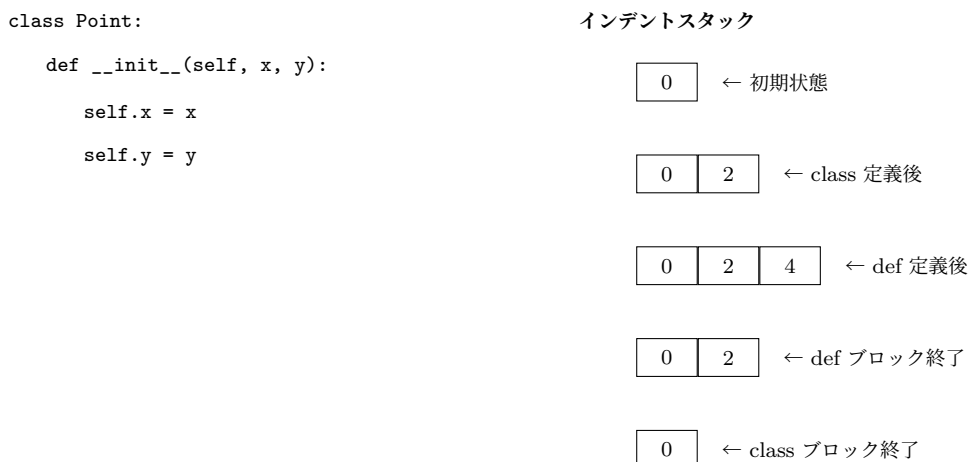 class Point:
def __init__(self, x, y):
self.x = x
self.y = y
インデントスタック
0 ← 初期状態
0 2 ← class 定義後
0 2 4 ← def 定義後
0 2 ← def ブロック終了
0 ← class ブロック終了